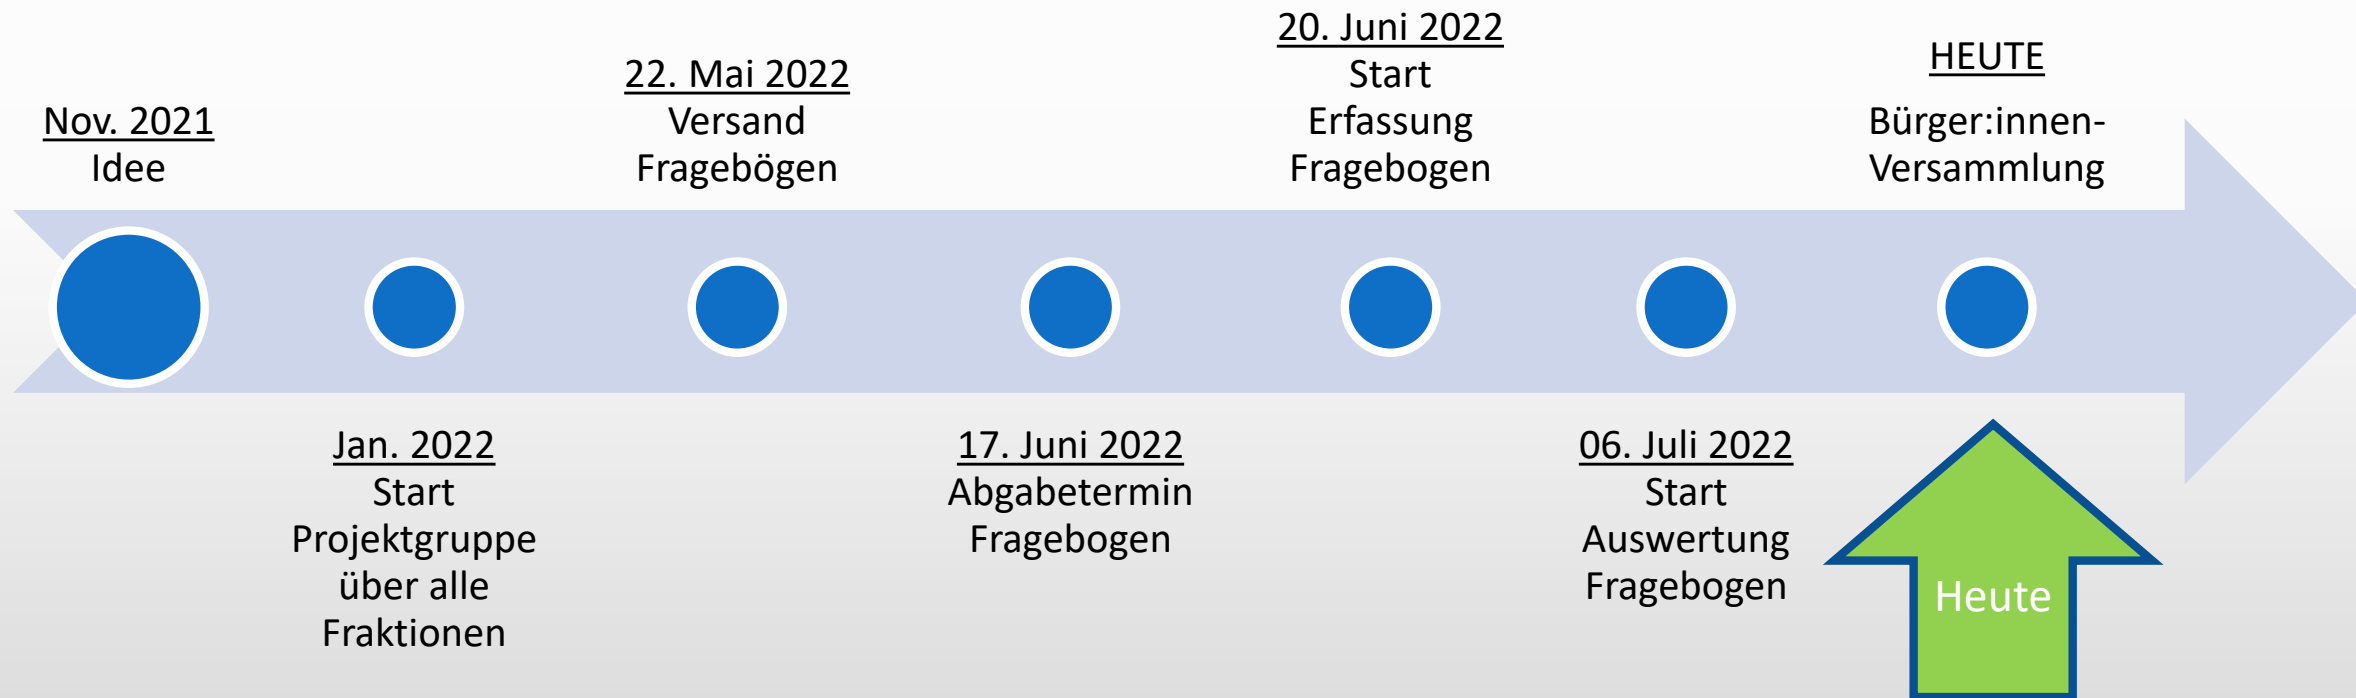 Nov. 2021
Idee
Jan. 2022
Start
Projektgruppe
über alle
Fraktionen
22. Mai 2022
Versand
Fragebögen
17. Juni 2022
Abgabetermin
Fragebogen
20. Juni 2022
Start
Erfassung
Fragebogen
06. Juli 2022
Start
Auswertung
Fragebogen
HEUTE
Bürger:innen-
Versammlung
Heute